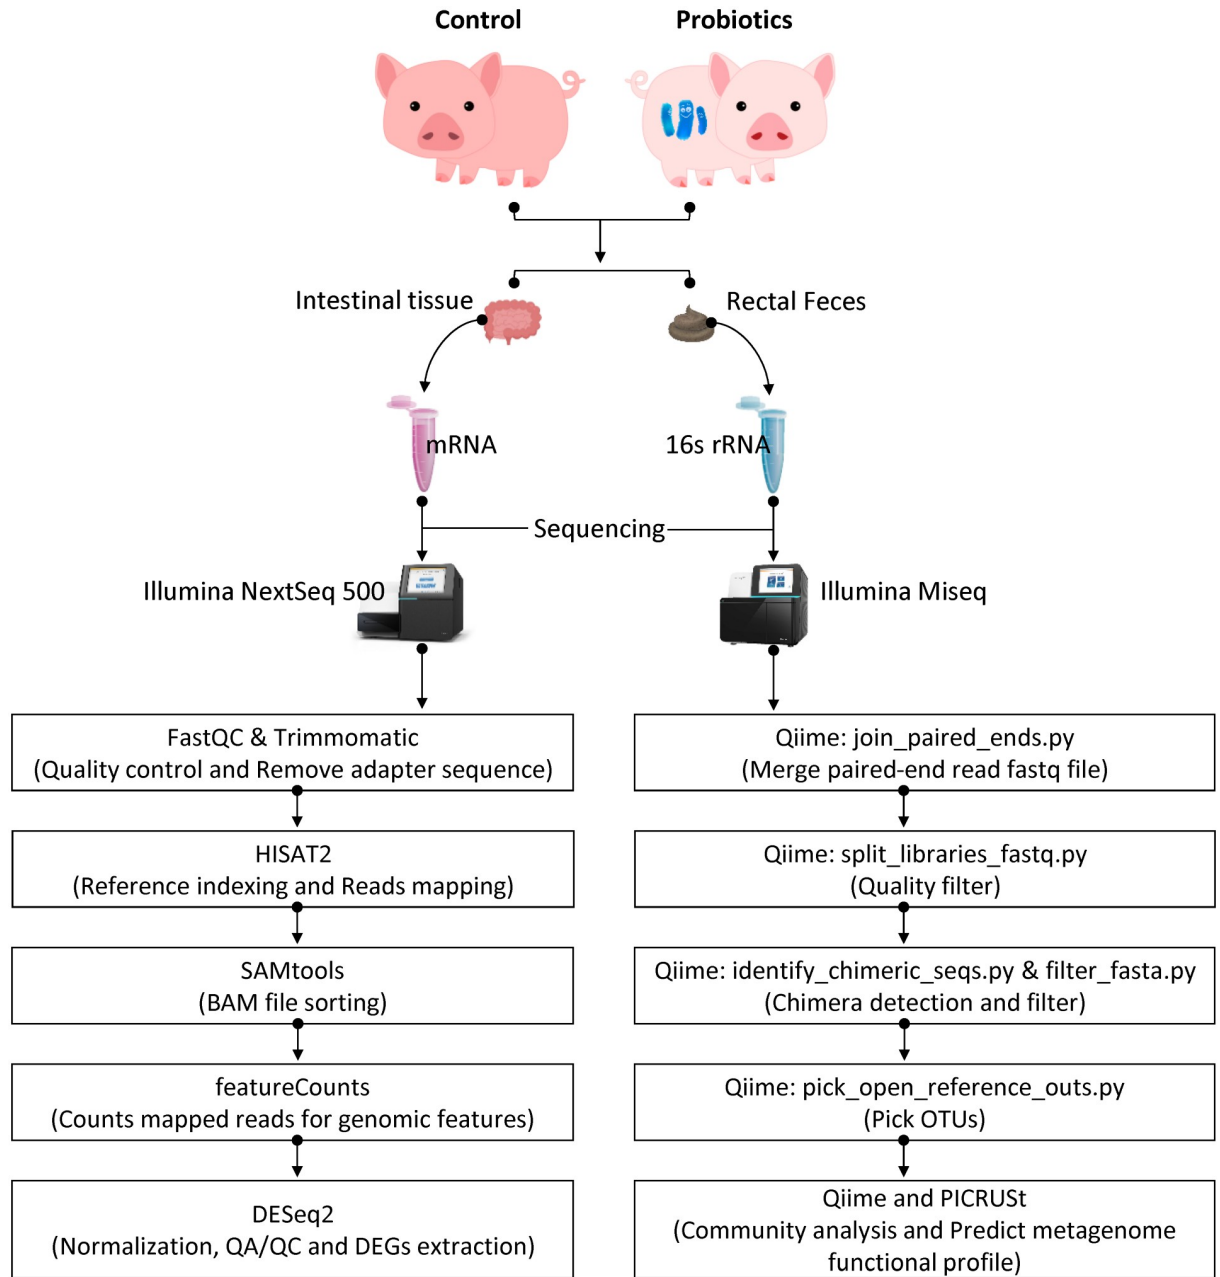 Control
Probiotics
Intestinal tissue
Rectal Feces
mRNA
16s rRNA
Sequencing
Illumina NextSeq 500
Illumina Miseq
FastQC & Trimmomatic
(Quality control and Remove adapter sequence)
HISAT2
(Reference indexing and Reads mapping)
SAMtools
(BAM file sorting)
featureCounts
(Counts mapped reads for genomic features)
DESeq2
(Normalization, QA/QC and DEGs extraction)
Qiime: join_paired_ends.py
(Merge paired-end read fastq file)
Qiime: split_libraries_fastq.py
(Quality filter)
Qiime: identify_chimeric_seqs.py & filter_fasta.py
(Chimera detection and filter)
Qiime: pick_open_reference_outs.py
(Pick OTUs)
Qiime and PICRUSt
(Community analysis and Predict metagenome
functional profile)